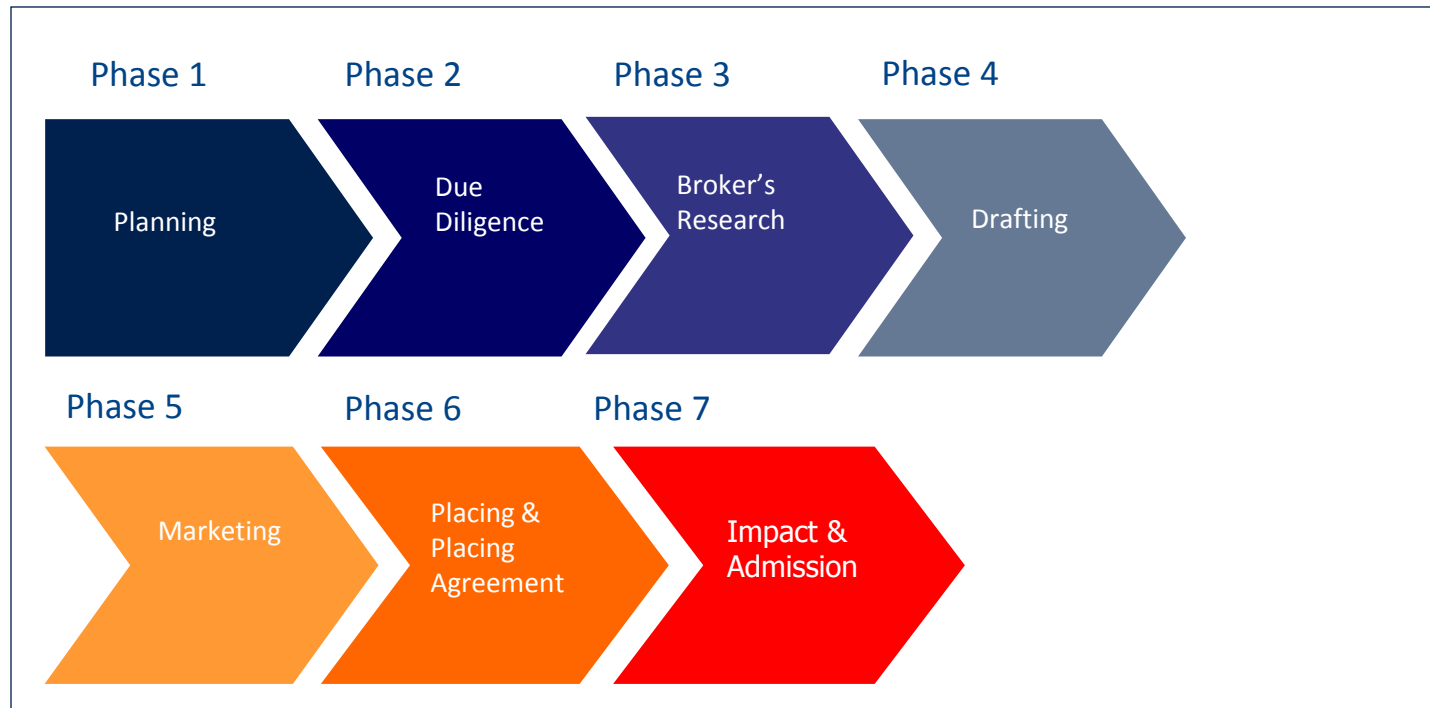 Phase 1
Phase 2
Phase 3
Phase 4
Planning
Due
Diligence
Broker’s
Research
Drafting
Phase 5
Phase 6
Phase 7
Marketing
Placing &
Placing
Agreement
Impact &
Admission